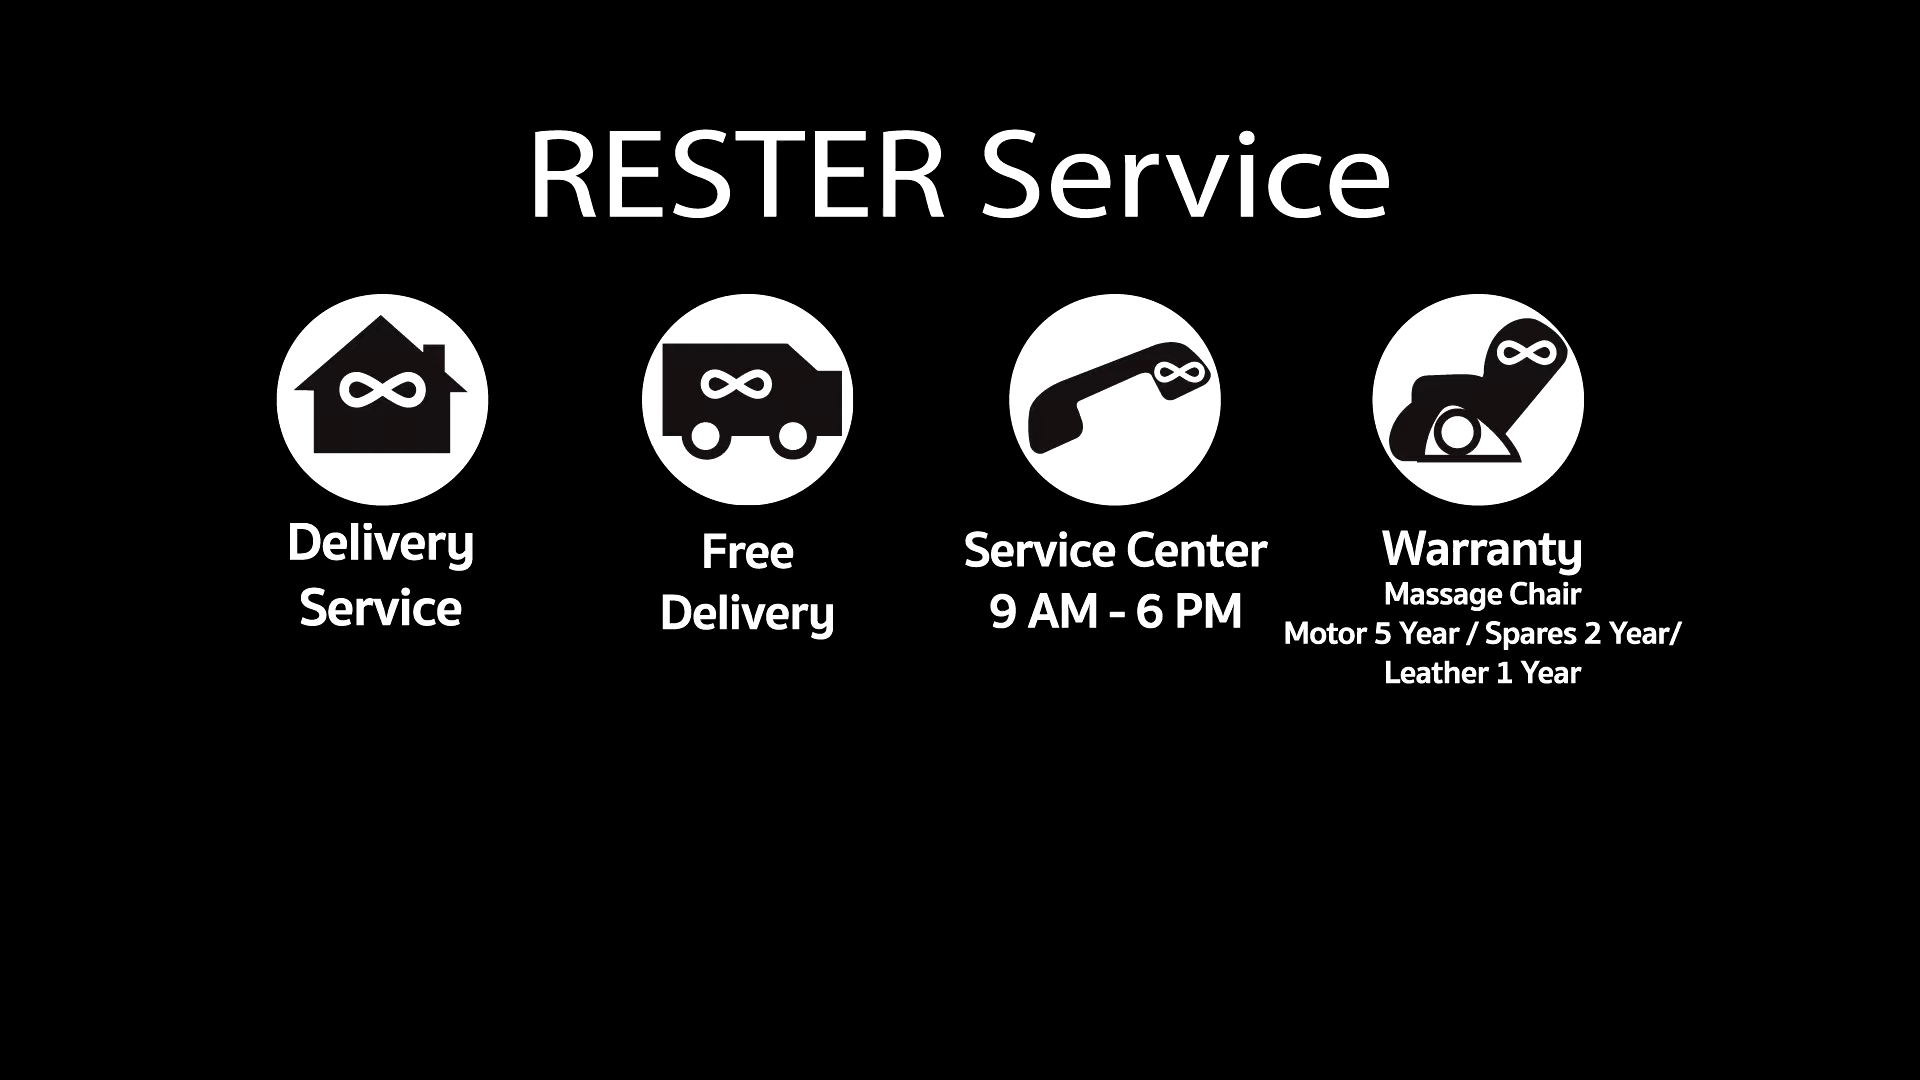 RESTER Service
Delivery
Service
Free
Delivery
Service Center
9 AM - 6 PM
Warranty
Massage Chair
Motor 5 Year / Spares 2 Year/
Leather 1 Year